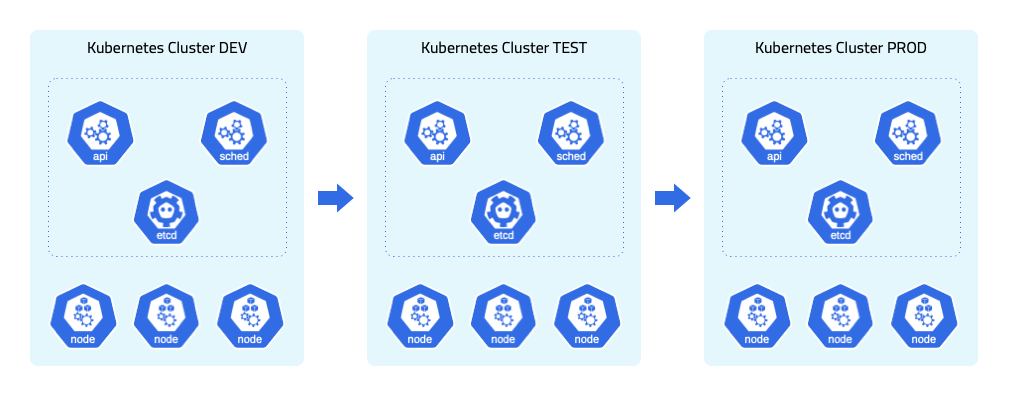 Kubernetes Cluster DEV
api
sched
etcd
node
node
node
Kubernetes Cluster TEST
api
sched
etcd
node
node
node
Kubernetes Cluster PROD
api
sched
etcd
node
node
node